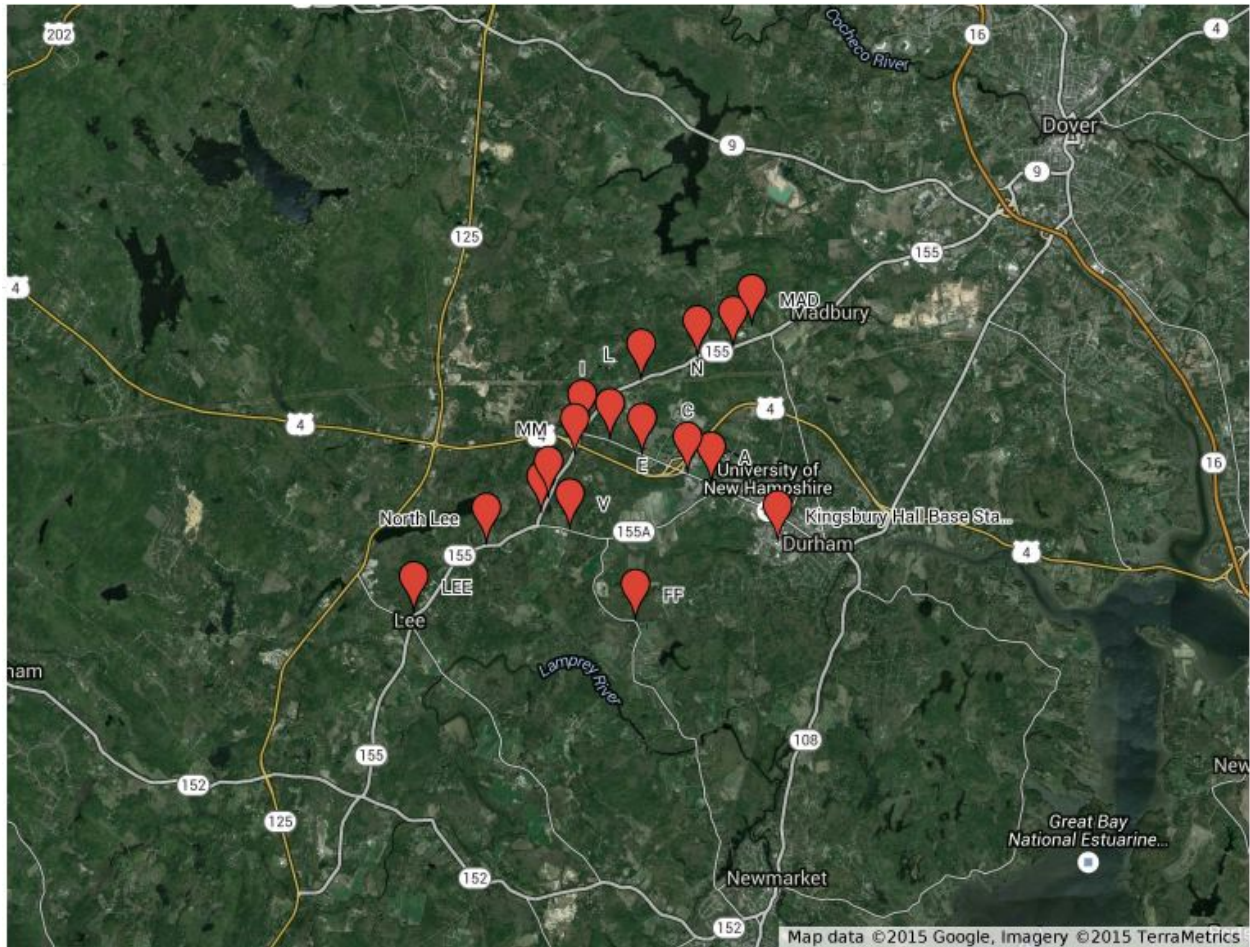 202
Cocheco River
16
4
Dover
9
9
125
155
4
MAD
Madbury
L
155
I
N
4
4
C
MM
4
E
A
University of
New Hampshire
16
V
North Lee
Kingsbury Hall Base Sta...
155A
Durham
155
4
LEE
FF
Lee
Lamprey River
ham
108
155
New
152
125
Great Bay
National Estuarine...
152
Newmarket
152
Map data ©2015 Google, Imagery ©2015 TerraMetrics